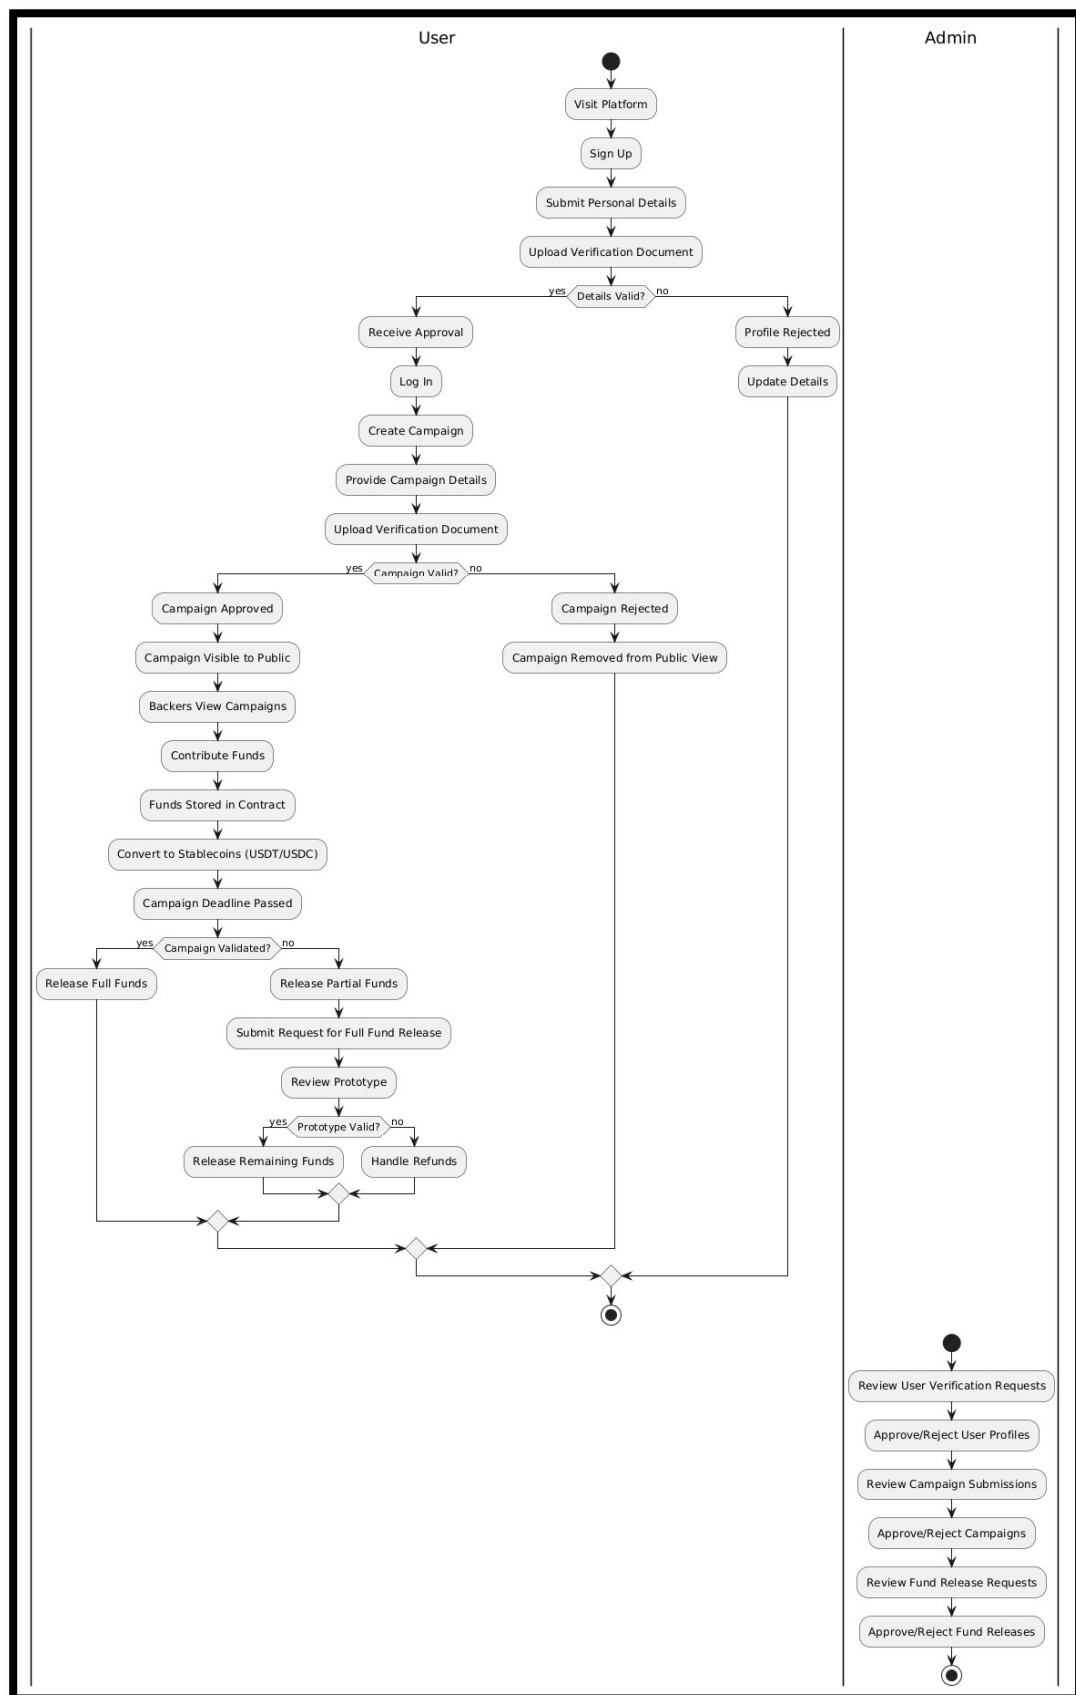 User
Admin
Visit Platform
Sign Up
Submit Personal Details
Upload Verification Document
yes
Details Valid?
no
Receive Approval
Profile Rejected
Log In
Update Details
Create Campaign
Provide Campaign Details
Upload Verification Document
yes
Campaign Valid?
no
Campaign Approved
Campaign Rejected
Campaign Visible to Public
Campaign Removed from Public View
Backers View Campaigns
Contribute Funds
Funds Stored in Contract
Convert to Stablecoins (USDT/USDC)
Campaign Deadline Passed
yes
Campaign Validated?
no
Release Full Funds
Release Partial Funds
Submit Request for Full Fund Release
Review Prototype
yes
Prototype Valid?
no
Release Remaining Funds
Handle Refunds
Review User Verification Requests
Approve/Reject User Profiles
Review Campaign Submissions
Approve/Reject Campaigns
Review Fund Release Requests
Approve/Reject Fund Releases